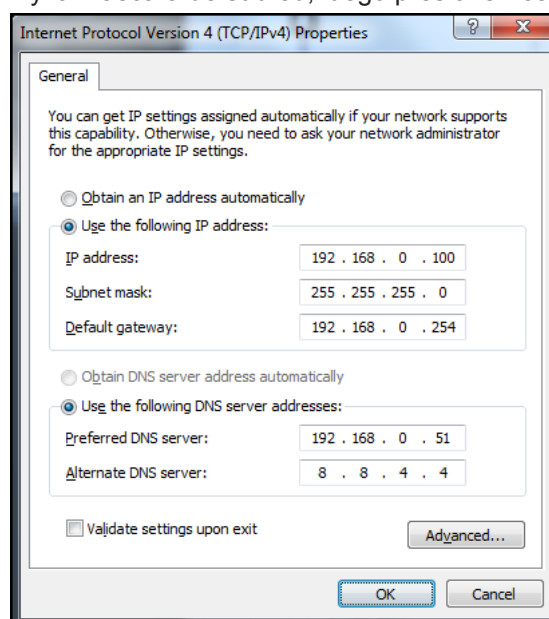 Internet Protocol Version 4 (TCP/IPv4) Properties
General
You can get IP settings assigned automatically if your network supports
this capability. Otherwise, you need to ask your network administrator
for the appropriate IP settings.
Obtain an IP address automatically
Use the following IP address:
IP address: 192 . 168 . 0 . 100
Subnet mask: 255 . 255 . 255 . 0
Default gateway: 192 . 168 . 0 . 254
Obtain DNS server address automatically
Use the following DNS server addresses:
Preferred DNS server: 192 . 168 . 0 . 51
Alternate DNS server: 8 . 8 . 4 . 4
Validate settings upon exit
Advanced...
OK Cancel